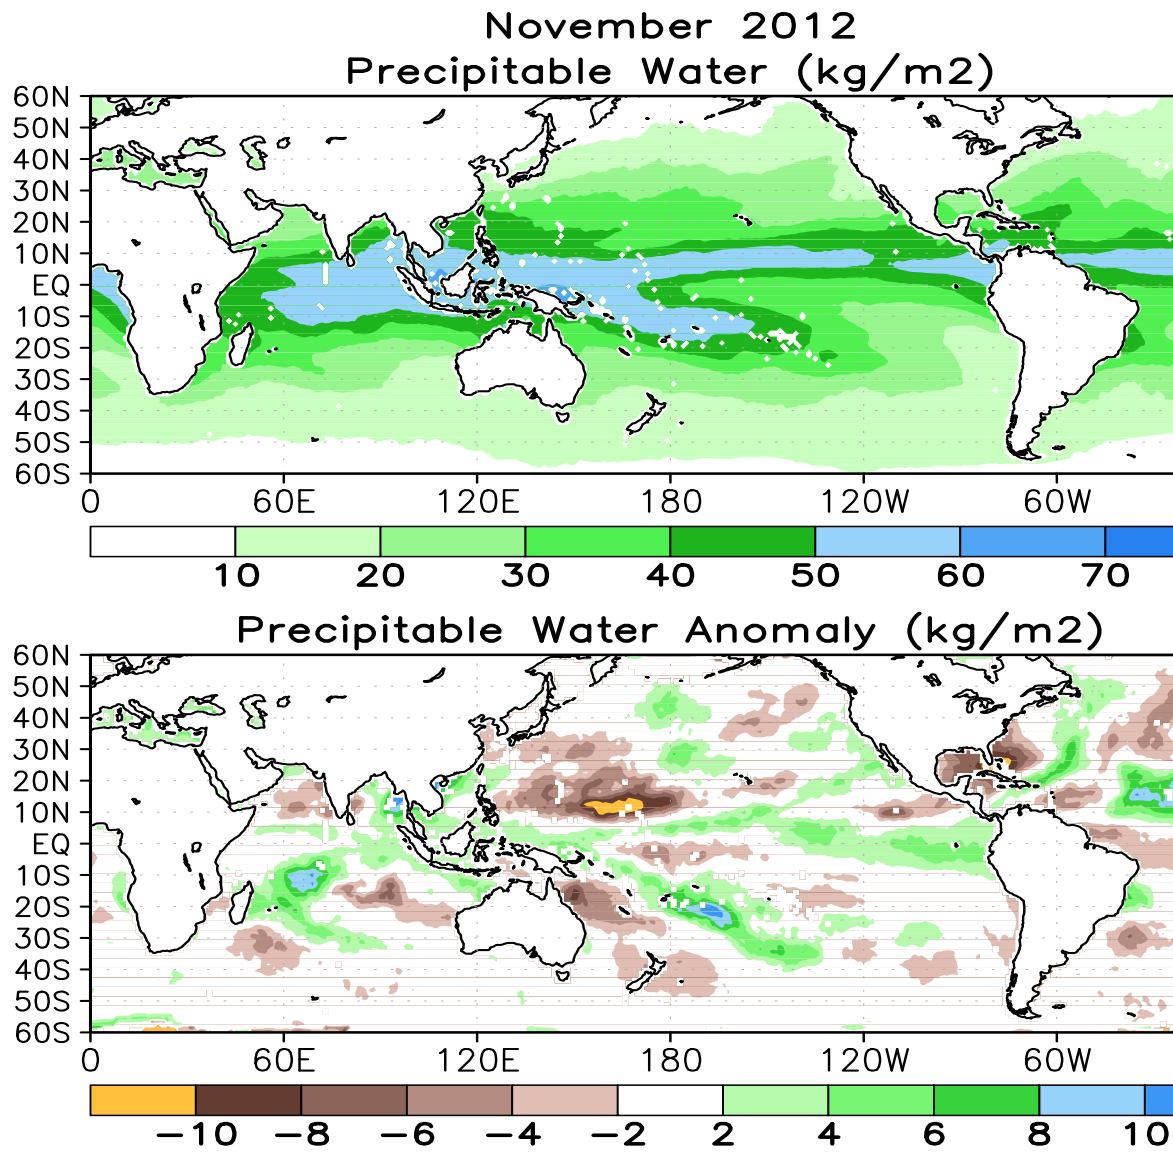 November 2012
Precipitable Water (kg/m2)
60N
50N
40N
30N
20N
10N
EQ
10S
20S
30S
40S
50S
60S
0 60E 120E 180 120W 60W
10 20 30 40 50 60 70
Precipitable Water Anomaly (kg/m2)
60N
50N
40N
30N
20N
10N
EQ
10S
20S
30S
40S
50S
60S
0 60E 120E 180 120W 60W
−10 −8 −6 −4 −2 2 4 6 8 10